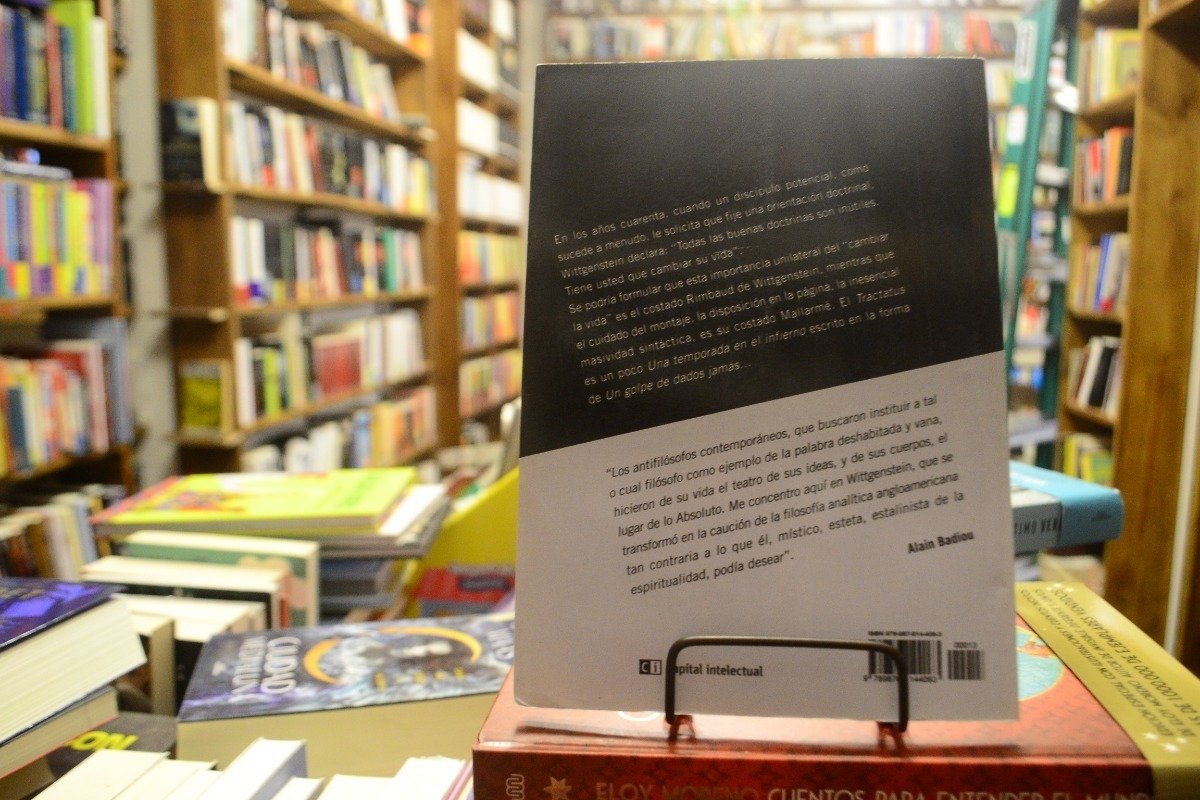 En los años cuarenta, cuando un discípulo potencial, como
sucede a menudo, le solicita que fije una orientación doctrinal,
Wittgenstein declara: "Todas las buenas doctrinas son inútiles.
Tiene usted que cambiar su vida".
Se podría formular que esta importancia unilateral del "cambiar
la vida" es el costado Rimbaud de Wittgenstein, mientras que
el cuidado del montaje, la disposición en la página, la inesencial
masividad sintáctica, es su costado Mallarmé. El Tractatus
es un poco Una temporada en el infierno escrito en la forma
de Un golpe de dados jamas...
"Los antifilósofos contemporáneos, que buscaron instituir a tal
o cual filósofo como ejemplo de la palabra deshabitada y vana,
hicieron de su vida el teatro de sus ideas, y de sus cuerpos, el
lugar de lo Absoluto. Me concentro aquí en Wittgenstein, que se
transformó en la caución de la filosofía analítica angloamericana
tan contraria a lo que él, místico, esteta, estalinista de la
espiritualidad, podía desear".
Alain Badiou
Ci capital intelectual
00013
ELOY MORENO CUENTOS PARA ENTENDER EL MUNDO